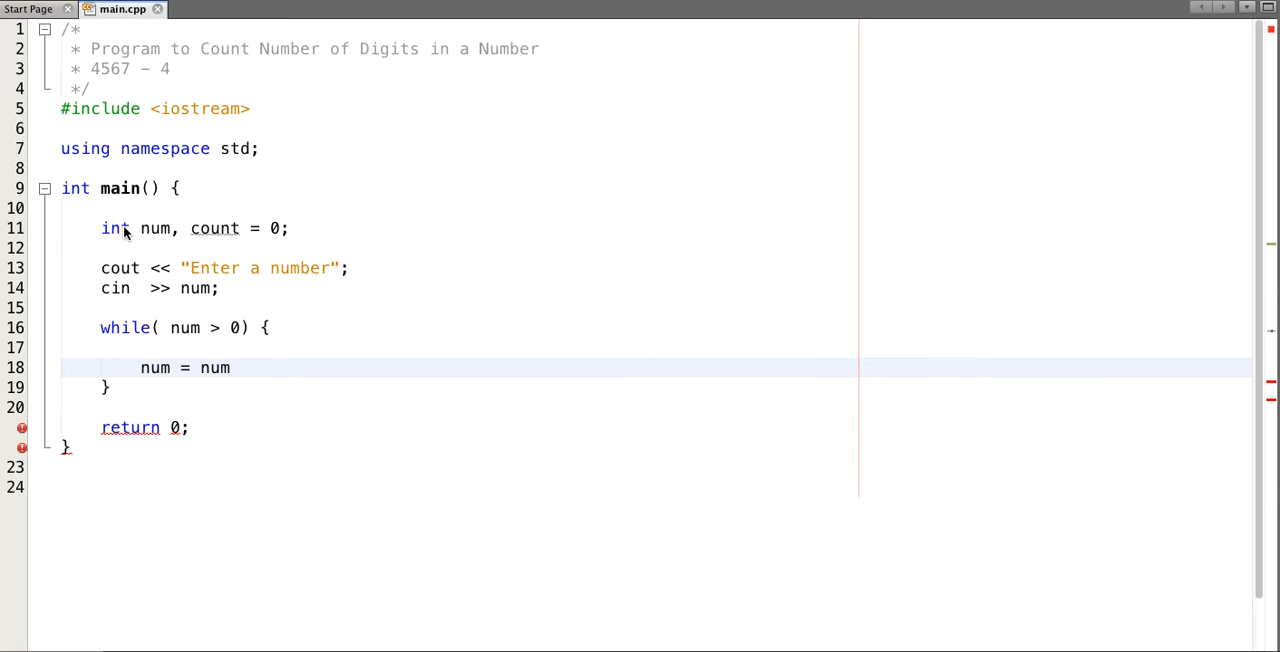 Start Page main.cpp
1 /*
2 * Program to Count Number of Digits in a Number
3 * 4567 – 4
4 */
5 #include <iostream>
6
7 using namespace std;
8
9 int main() {
10
11 int num, count = 0;
12
13 cout << "Enter a number";
14 cin >> num;
15
16 while( num > 0) {
17
18 num = num
19 }
20
return 0;
}
23
24